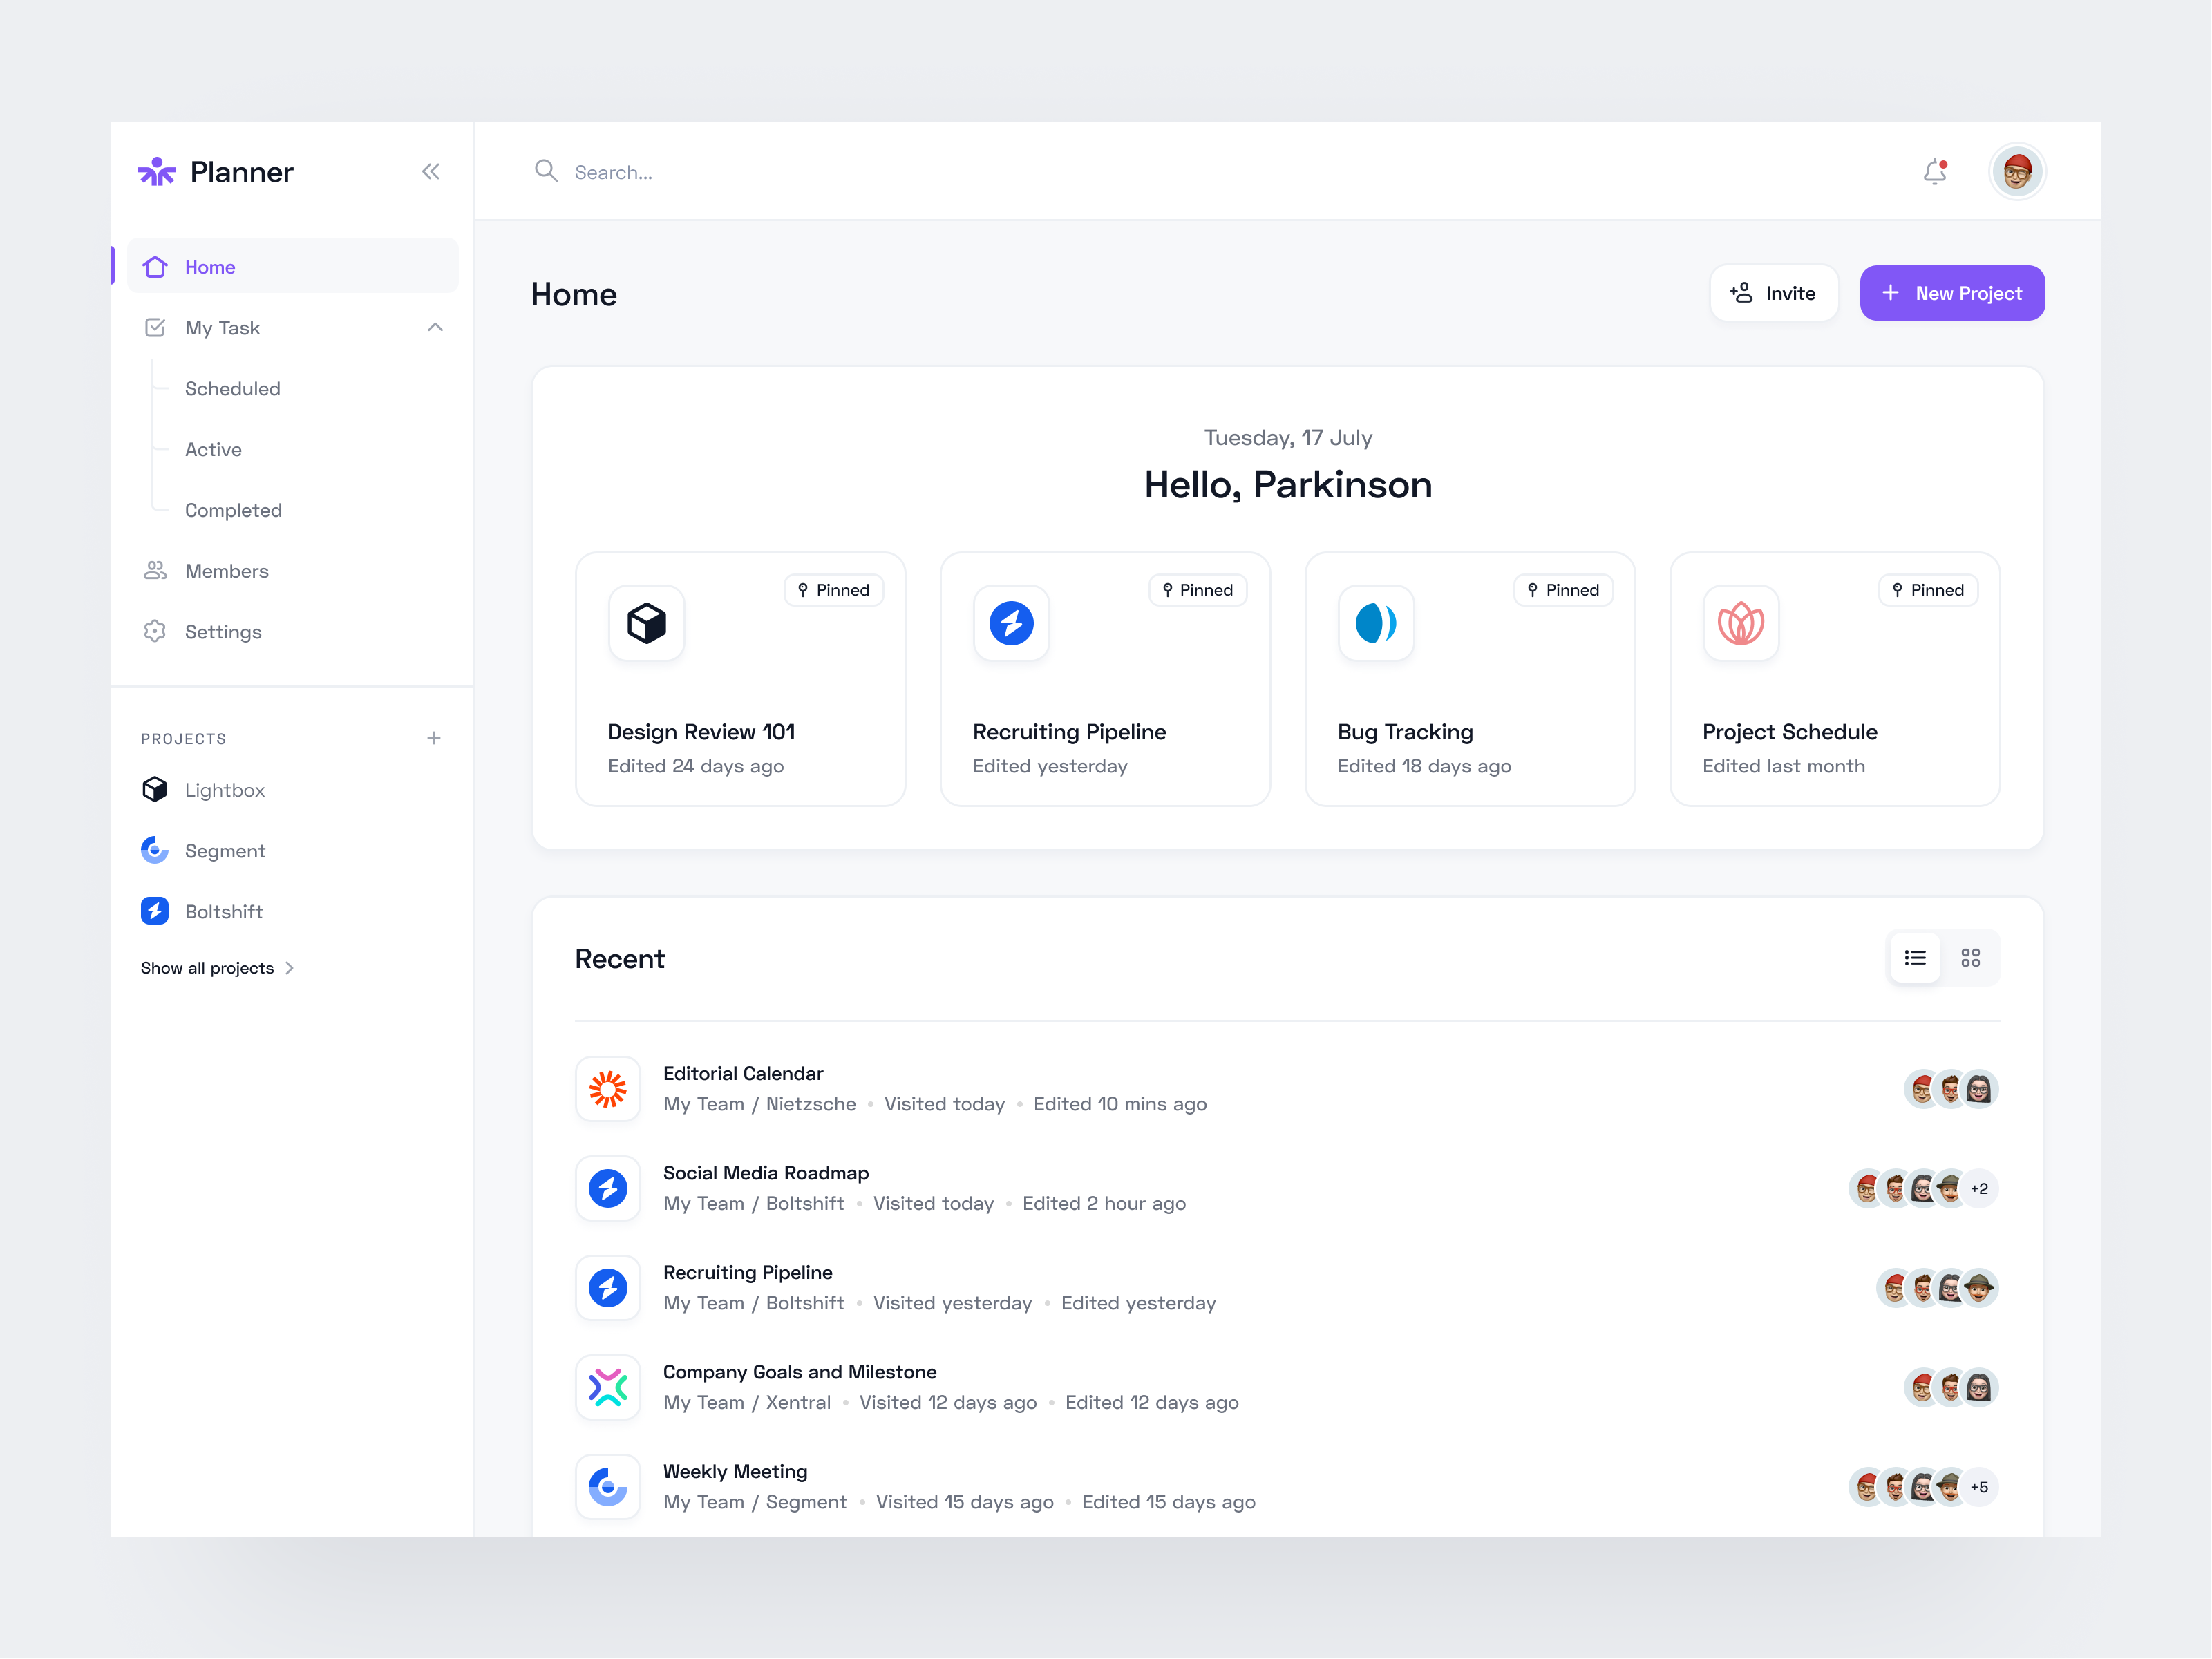 Planner
Search...
Home
My Task
Scheduled
Active
Completed
Members
Settings
PROJECTS
Lightbox
Segment
Boltshift
Show all projects
Home
Invite
New Project
Tuesday, 17 July
Hello, Parkinson
Pinned
Design Review 101
Edited 24 days ago
Pinned
Recruiting Pipeline
Edited yesterday
Pinned
Bug Tracking
Edited 18 days ago
Pinned
Project Schedule
Edited last month
Recent
Editorial Calendar
My Team / Nietzsche • Visited today • Edited 10 mins ago
Social Media Roadmap
My Team / Boltshift • Visited today • Edited 2 hour ago
+2
Recruiting Pipeline
My Team / Boltshift • Visited yesterday • Edited yesterday
Company Goals and Milestone
My Team / Xentral • Visited 12 days ago • Edited 12 days ago
Weekly Meeting
My Team / Segment • Visited 15 days ago • Edited 15 days ago
+5